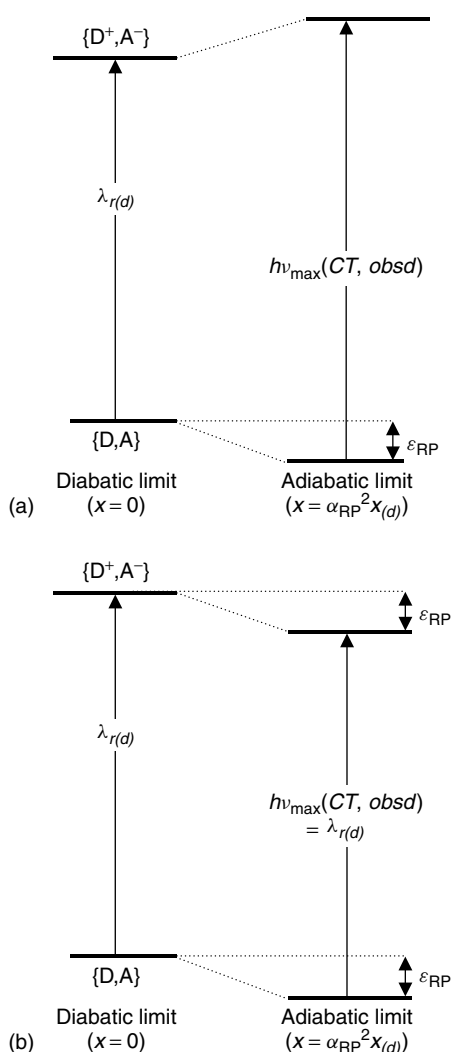 {D⁺,A⁻}
λr(d)
hνmax(CT, obsd)
{D,A}
εRP
Diabatic limit
(x = 0)
Adiabatic limit
(x = αRP²x(d))
(a)
{D⁺,A⁻}
εRP
λr(d)
hνmax(CT, obsd)
= λr(d)
{D,A}
εRP
Diabatic limit
(x = 0)
Adiabatic limit
(x = αRP²x(d))
(b)